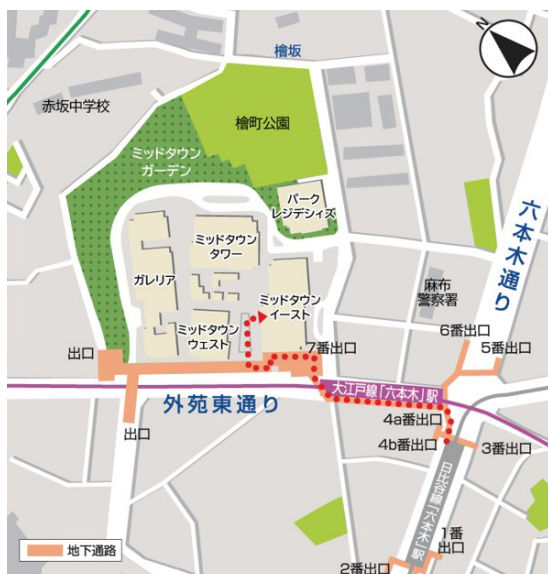 N
檜坂
赤坂中学校
檜町公園
ミッドタウン
ガーデン
パーク
レジデンシィズ
六本木通り
ミッドタウン
タワー
ガレリア
ミッドタウン
イースト
麻布
警察署
ミッドタウン
ウェスト
6番出口
5番出口
7番出口
出口
大江戸線「六本木」駅
外苑東通り
4a番出口
4b番出口
3番出口
出口
日比谷線「六本木」駅
1番
出口
2番出口
地下通路